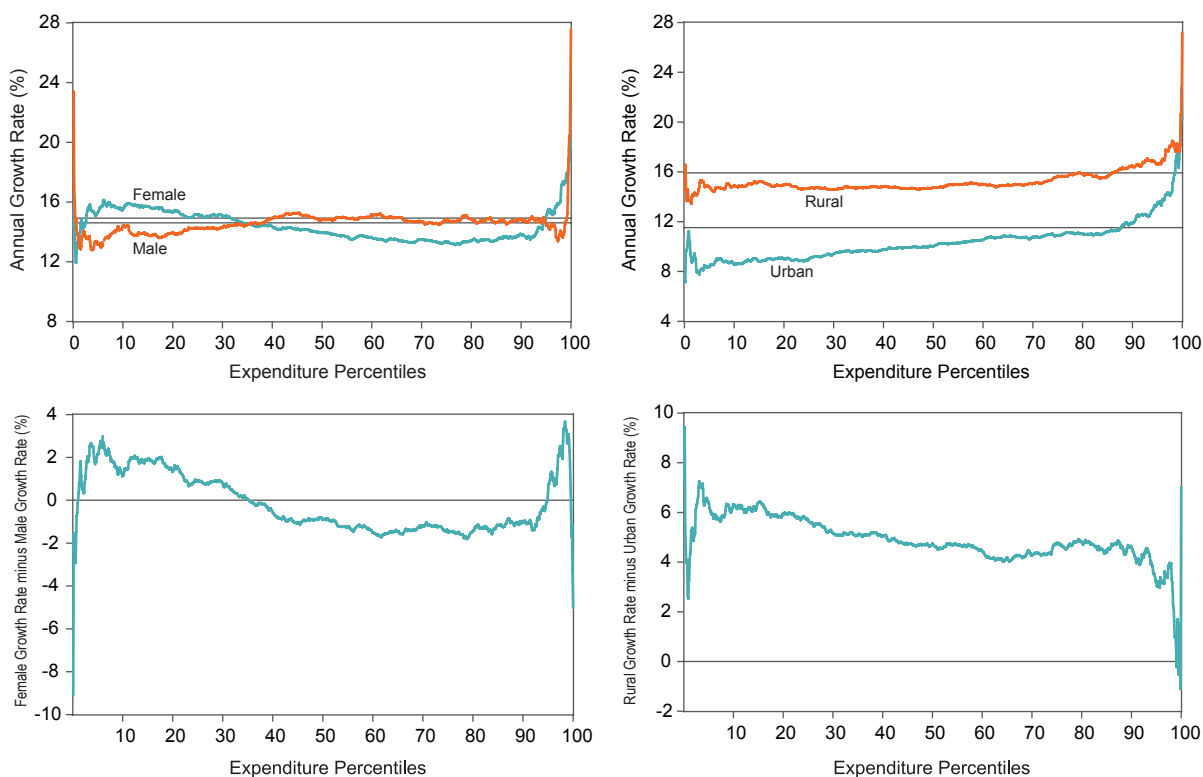 28
24
20
16
12
8
Annual Growth Rate (%)
Female
Male
0 10 20 30 40 50 60 70 80 90 100
Expenditure Percentiles
28
24
20
16
12
8
4
Annual Growth Rate (%)
Rural
Urban
0 10 20 30 40 50 60 70 80 90 100
Expenditure Percentiles
4
2
0
-2
-4
-6
-8
-10
Female Growth Rate minus Male Growth Rate (%)
10 20 30 40 50 60 70 80 90 100
Expenditure Percentiles
10
8
6
4
2
0
-2
Rural Growth Rate minus Urban Growth Rate (%)
10 20 30 40 50 60 70 80 90 100
Expenditure Percentiles